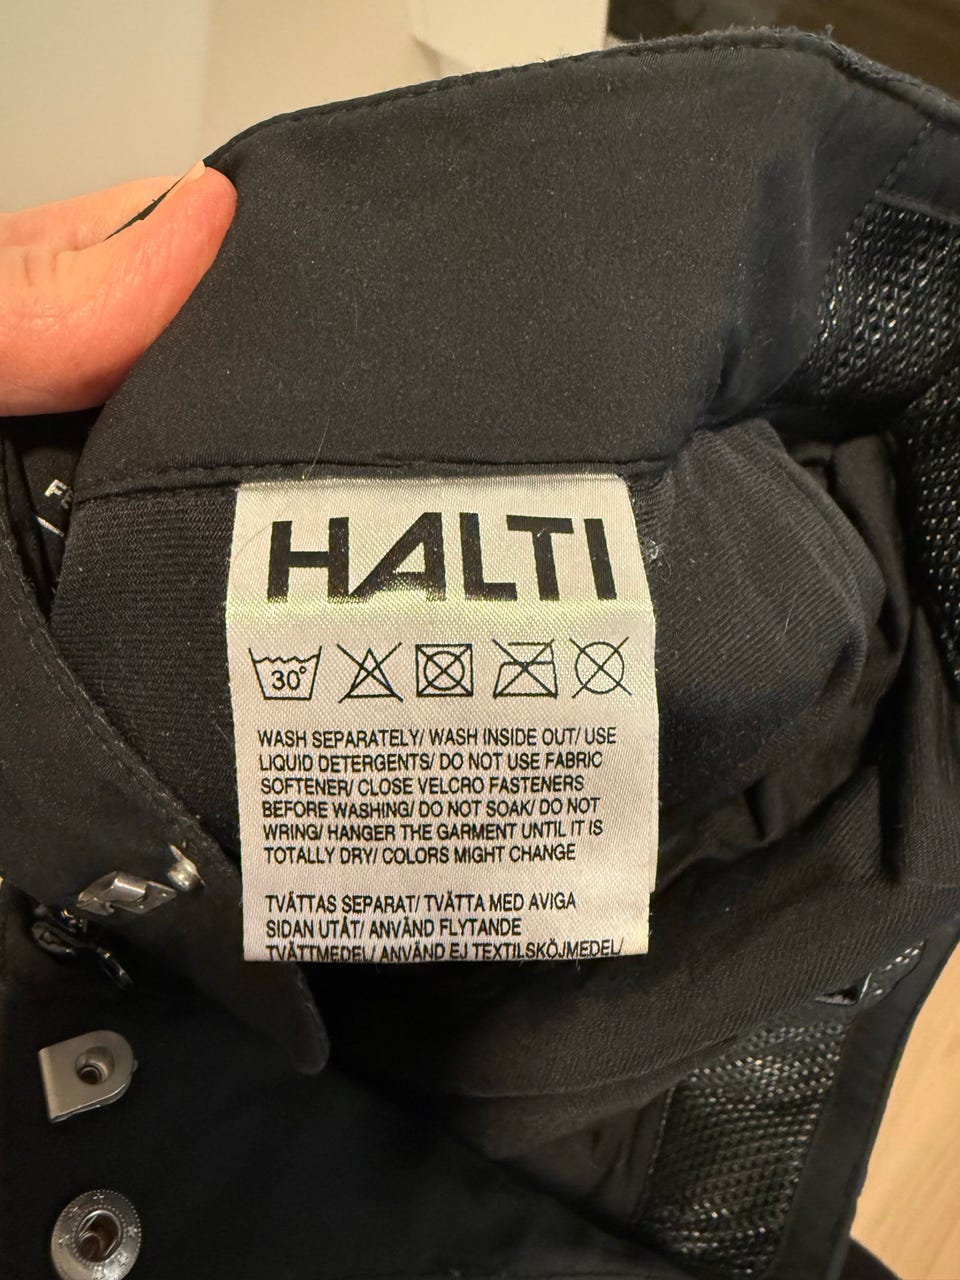 HALTI
30°
WASH SEPARATELY/ WASH INSIDE OUT/ USE
LIQUID DETERGENTS/ DO NOT USE FABRIC
SOFTENER/ CLOSE VELCRO FASTENERS
BEFORE WASHING/ DO NOT SOAK/ DO NOT
WRING/ HANGER THE GARMENT UNTIL IT IS
TOTALLY DRY/ COLORS MIGHT CHANGE
TVÄTTAS SEPARAT/ TVÄTTA MED AVIGA
SIDAN UTÅT/ ANVÄND FLYTANDE
TVÄTTMEDEL/ ANVÄND EJ TEXTILSKÖJMEDEL/